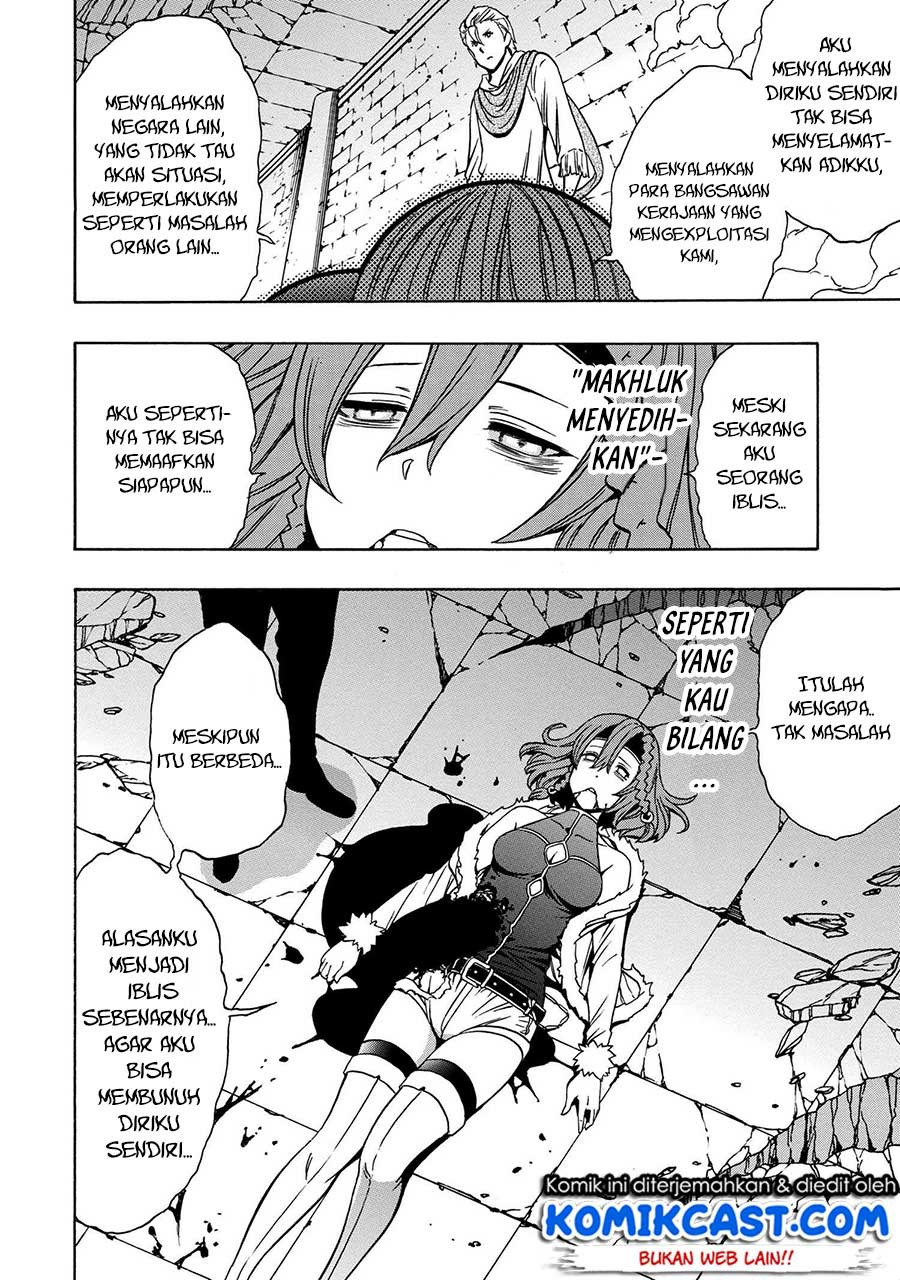 AKU
MENYALAHKAN
DIRIKU SENDIRI
TAK BISA
MENYELAMAT-
KAN ADIKKU,
MENYALAHKAN
PARA BANGSAWAN
KERAJAAN YANG
MENGEXPLOITASI
KAMI,
MENYALAHKAN
NEGARA LAIN,
YANG TIDAK TAU
AKAN SITUASI,
MEMPERLAKUKAN
SEPERTI MASALAH
ORANG LAIN...
MESKI
SEKARANG
AKU
SEORANG
IBLIS...
"MAKHLUK
MENYEDIH-
KAN"-
AKU SEPERTI-
NYA TAK BISA
MEMAAFKAN
SIAPAPUN...
ITULAH
MENGAPA..
TAK MASALAH
SEPERTI
YANG
KAU
BILANG
...
MESKIPUN
ITU BERBEDA...
ALASANKU
MENJADI
IBLIS
SEBENARNYA...
AGAR AKU
BISA
MEMBUNUH
DIRIKU
SENDIRI...
Komik ini diterjemahkan & diedit oleh
KOMIKCAST.COM
BUKAN WEB LAIN!!